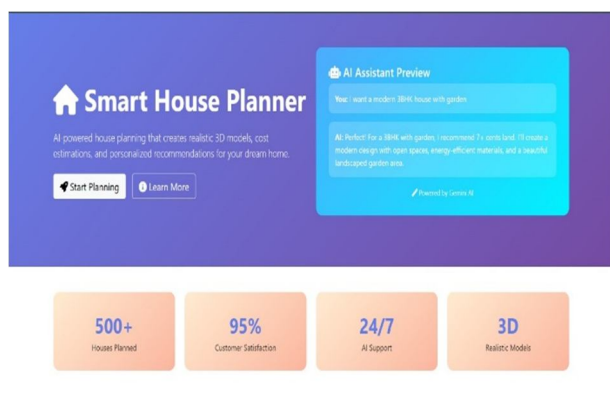 Smart House Planner
AI-powered house planning that creates realistic 3D models, cost
estimations, and personalized recommendations for your dream home.
Start Planning
Learn More
AI Assistant Preview
You: I want a modern 3BHK house with garden
AI: Perfect! For a 3BHK with garden, I recommend 7+ cents land. I'll create a
modern design with open spaces, energy-efficient materials, and a beautiful
landscaped garden area.
Powered by Gemini AI
500+
Houses Planned
95%
Customer Satisfaction
24/7
AI Support
3D
Realistic Models